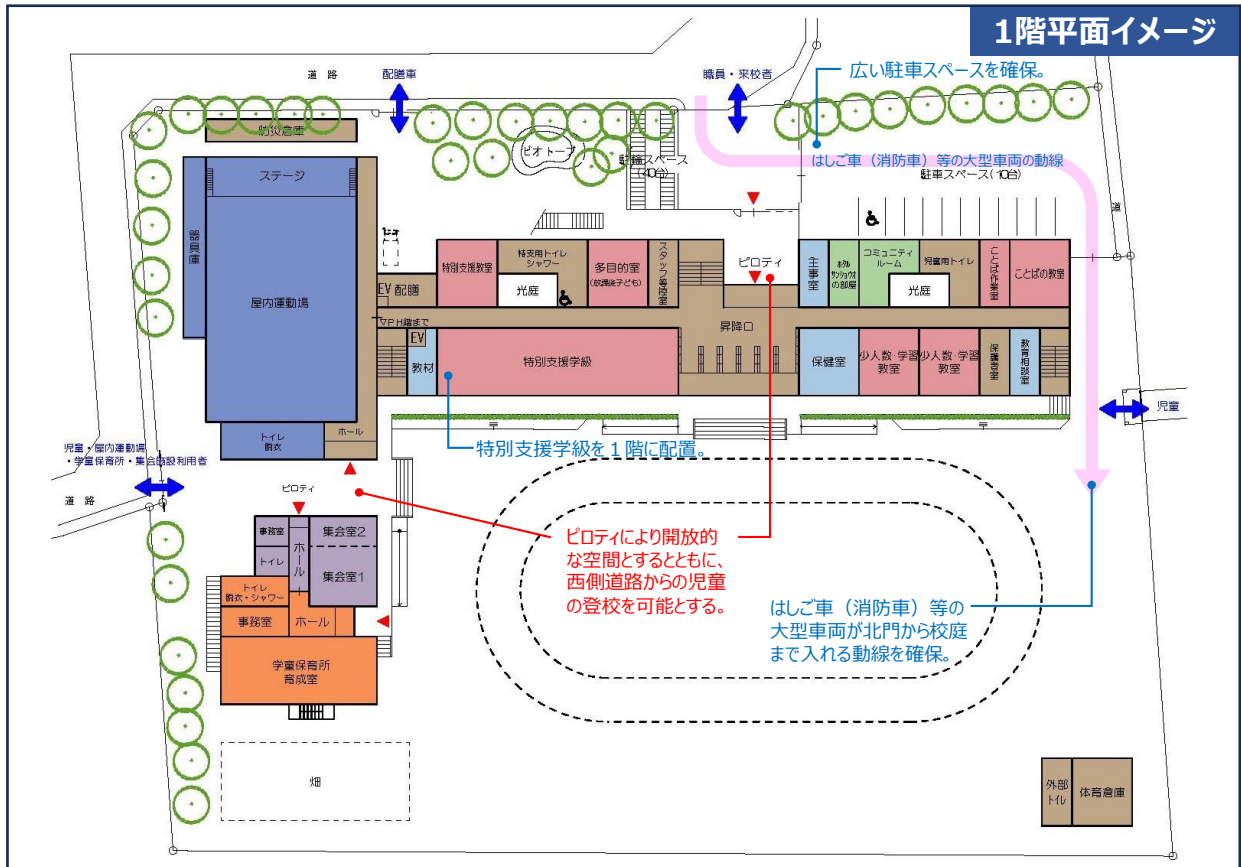 1階平面イメージ
道 路
配膳車
職員・来校者
広い駐車スペースを確保。
防災倉庫
ビオトープ
駐輪スペース
(40台)
はしご車（消防車）等の大型車両の動線
駐車スペース(10台)
道
ステージ
器具庫
屋内運動場
特別支援教室
特支用トイレ
シャワー
光庭
多目的室
(放課後子ども)
スタッフ等控室
ピロティ
主事室
コミュニティ
ルーム
児童用トイレ
光庭
ことば作業室
ことばの教室
EV
配膳
▽PH階まで
EV
教材
特別支援学級
昇降口
保健室
少人数・学習
教室
少人数・学習
教室
保護者室
教育相談室
児童
トイレ
脱衣
ホール
特別支援学級を１階に配置。
児童・屋内運動場
・学童保育所・集会施設利用者
道 路
ピロティ
事務室
トイレ
ホール
集会室2
集会室1
トイレ
脱衣・シャワー
事務室
ホール
学童保育所
育成室
ピロティにより開放的
な空間とするとともに、
西側道路からの児童
の登校を可能とする。
はしご車（消防車）等の
大型車両が北門から校庭
まで入れる動線を確保。
畑
外部
トイレ
体育倉庫